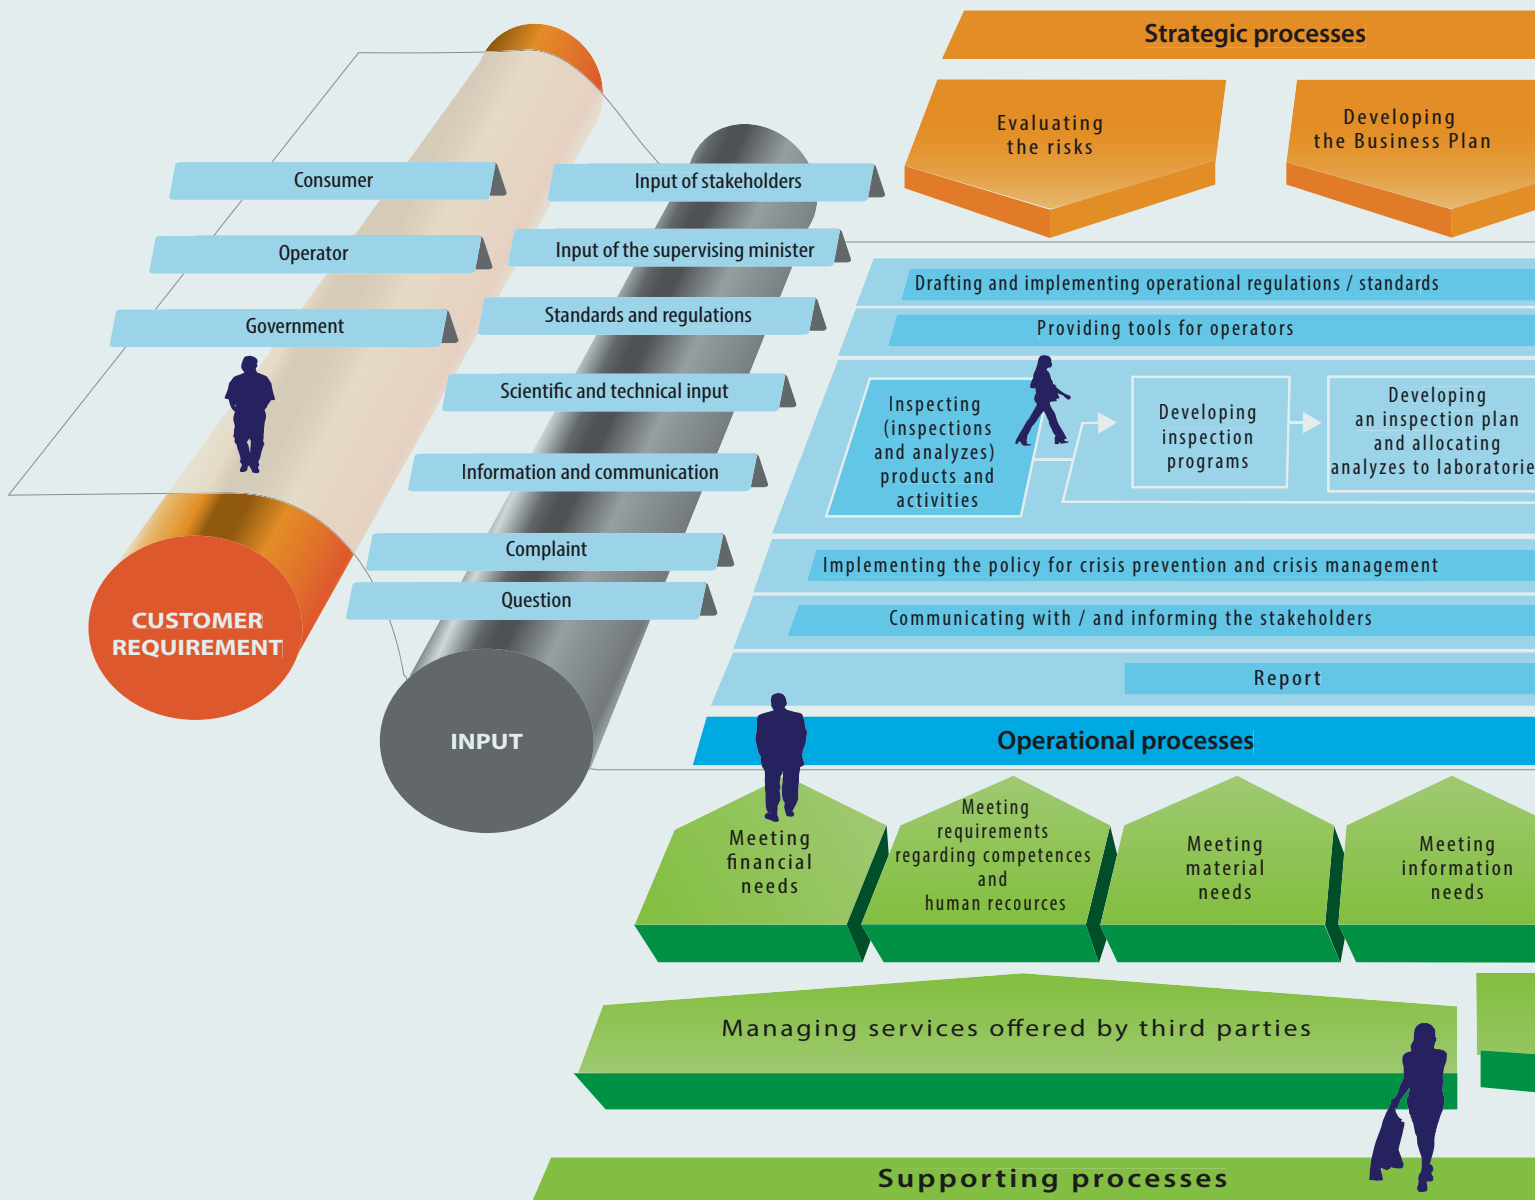 Strategic processes
Evaluating
the risks
Developing
the Business Plan
Consumer
Operator
Government
CUSTOMER
REQUIREMENT
Input of stakeholders
Input of the supervising minister
Standards and regulations
Scientific and technical input
Information and communication
Complaint
Question
INPUT
Drafting and implementing operational regulations / standards
Providing tools for operators
Inspecting
(inspections
and analyzes)
products and
activities
Developing
inspection
programs
Developing
an inspection plan
and allocating
analyzes to laboratorie
Implementing the policy for crisis prevention and crisis management
Communicating with / and informing the stakeholders
Report
Operational processes
Meeting
financial
needs
Meeting
requirements
regarding competences
and
human recources
Meeting
material
needs
Meeting
information
needs
Managing services offered by third parties
Supporting processes